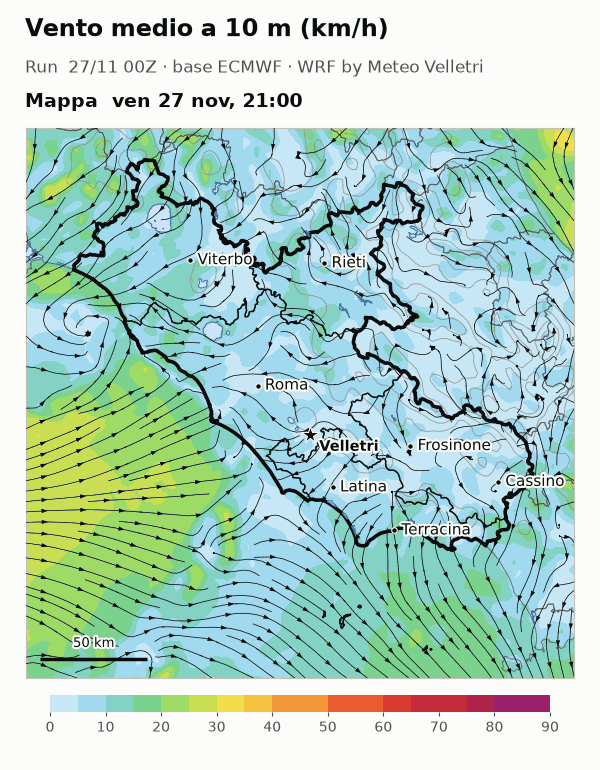 Vento medio a 10 m (km/h)
Run 27/11 00Z · base ECMWF · WRF by Meteo Velletri
Mappa ven 27 nov, 21:00
Viterbo
Rieti
Roma
Velletri
Frosinone
Cassino
Latina
Terracina
50 km
0 10 20 30 40 50 60 70 80 90